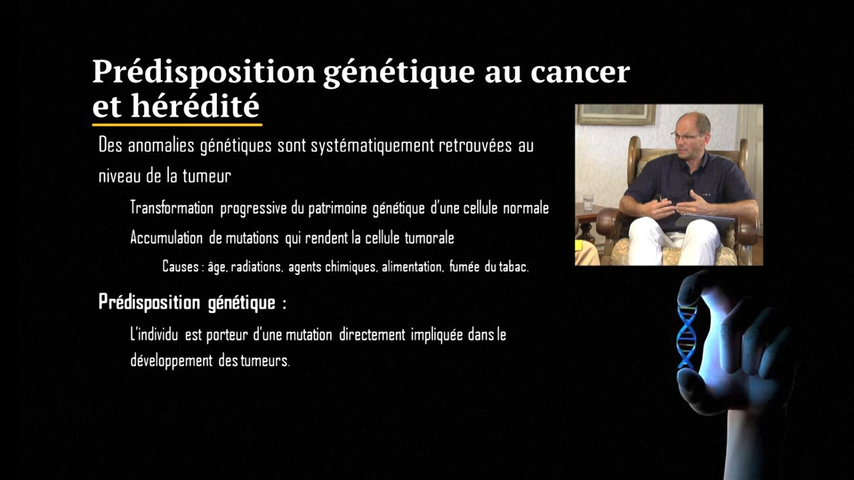 Prédisposition génétique au cancer
et hérédité
Des anomalies génétiques sont systématiquement retrouvées au
niveau de la tumeur
Transformation progressive du patrimoine génétique d'une cellule normale
Accumulation de mutations qui rendent la cellule tumorale
Causes : âge, radiations, agents chimiques, alimentation, fumée du tabac.
Prédisposition génétique :
L'individu est porteur d'une mutation directement impliquée dans le
développement des tumeurs.